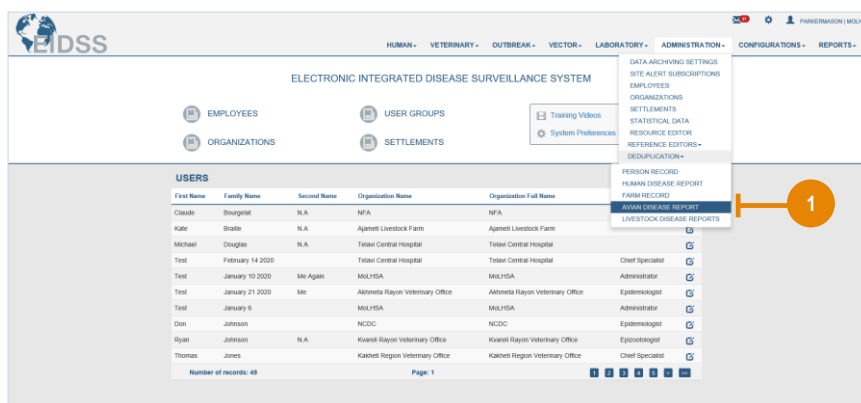 PARKERMASON | MOLH
EIDSS
HUMAN VETERINARY OUTBREAK VECTOR LABORATORY ADMINISTRATION CONFIGURATIONS REPORTS
DATA ARCHIVING SETTINGS
SITE ALERT SUBSCRIPTIONS
EMPLOYEES
ORGANIZATIONS
SETTLEMENTS
STATISTICAL DATA
RESOURCE EDITOR
REFERENCE EDITORS
DEDUPLICATION
PERSON RECORD
HUMAN DISEASE REPORT
FARM RECORD
AVIAN DISEASE REPORT
LIVESTOCK DISEASE REPORTS
1
ELECTRONIC INTEGRATED DISEASE SURVEILLANCE SYSTEM
EMPLOYEES USER GROUPS Training Videos
ORGANIZATIONS SETTLEMENTS System Preferences
USERS
First Name Family Name Second Name Organization Name Organization Full Name
Claude Bourgelat N.A NFA NFA
Kate Braille N.A Ajameti Livestock Farm Ajameti Livestock Farm
Michael Douglas N.A Telavi Central Hospital Telavi Central Hospital
Test February 14 2020 Telavi Central Hospital Telavi Central Hospital Chief Specialist
Test January 10 2020 Me Again MoLHSA MoLHSA Administrator
Test January 21 2020 Me Akhmeta Rayon Veterinary Office Akhmeta Rayon Veterinary Office Epidemiologist
Test January 6 MoLHSA MoLHSA Administrator
Don Johnson NCDC NCDC Epidemiologist
Ryan Johnson N.A Kvareli Rayon Veterinary Office Kvareli Rayon Veterinary Office Epizootologist
Thomas Jones Kakheti Region Veterinary Office Kakheti Region Veterinary Office Chief Specialist
Number of records: 49 Page: 1 1 2 3 4 5 > >>